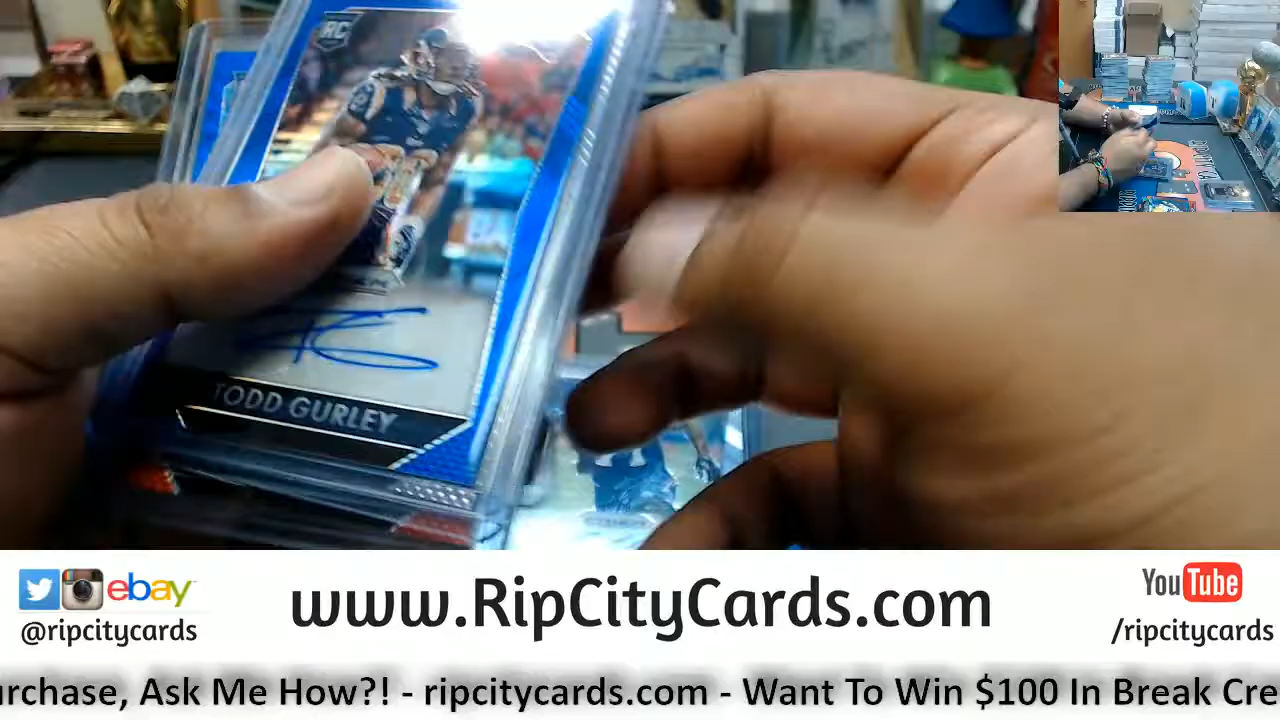 RC
TODD GURLEY
ebay
@ripcitycards
www.RipCityCards.com
YouTube
/ripcitycards
urchase, Ask Me How?! - ripcitycards.com - Want To Win $100 In Break Cre